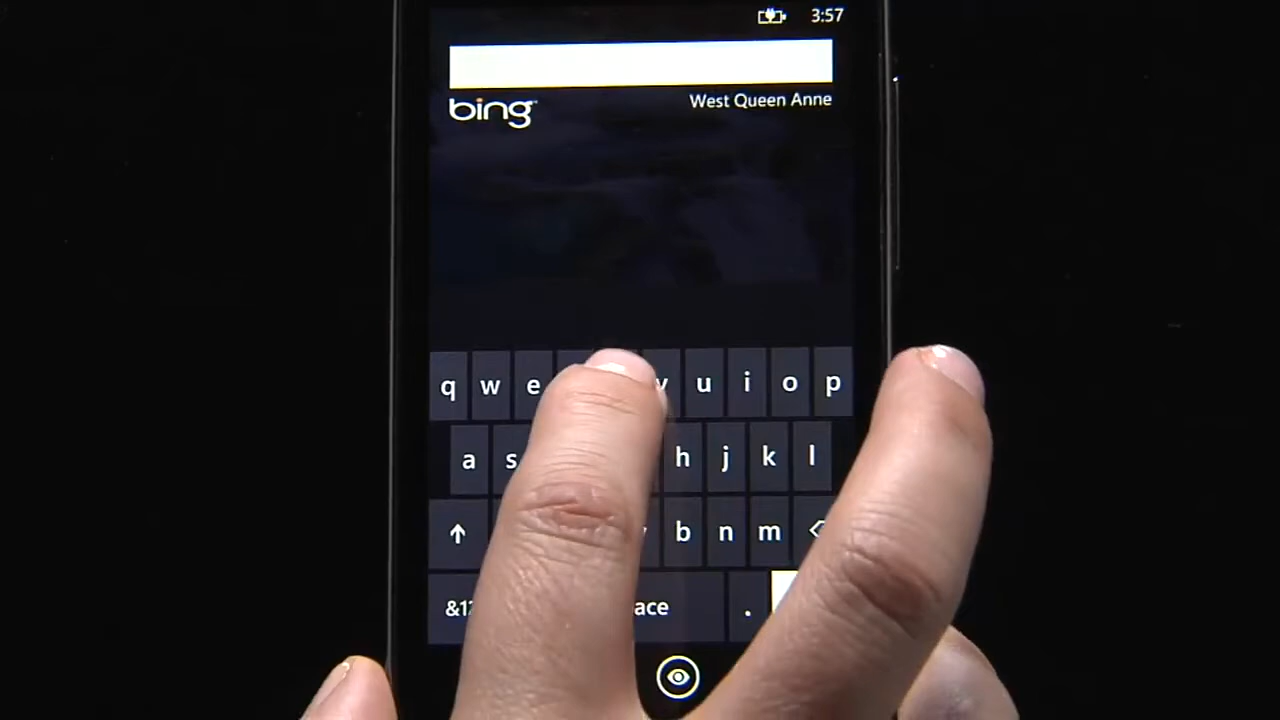 3:57
bing
West Queen Anne
q w e y u i o p
a s h j k l
b n m
&12 ace .